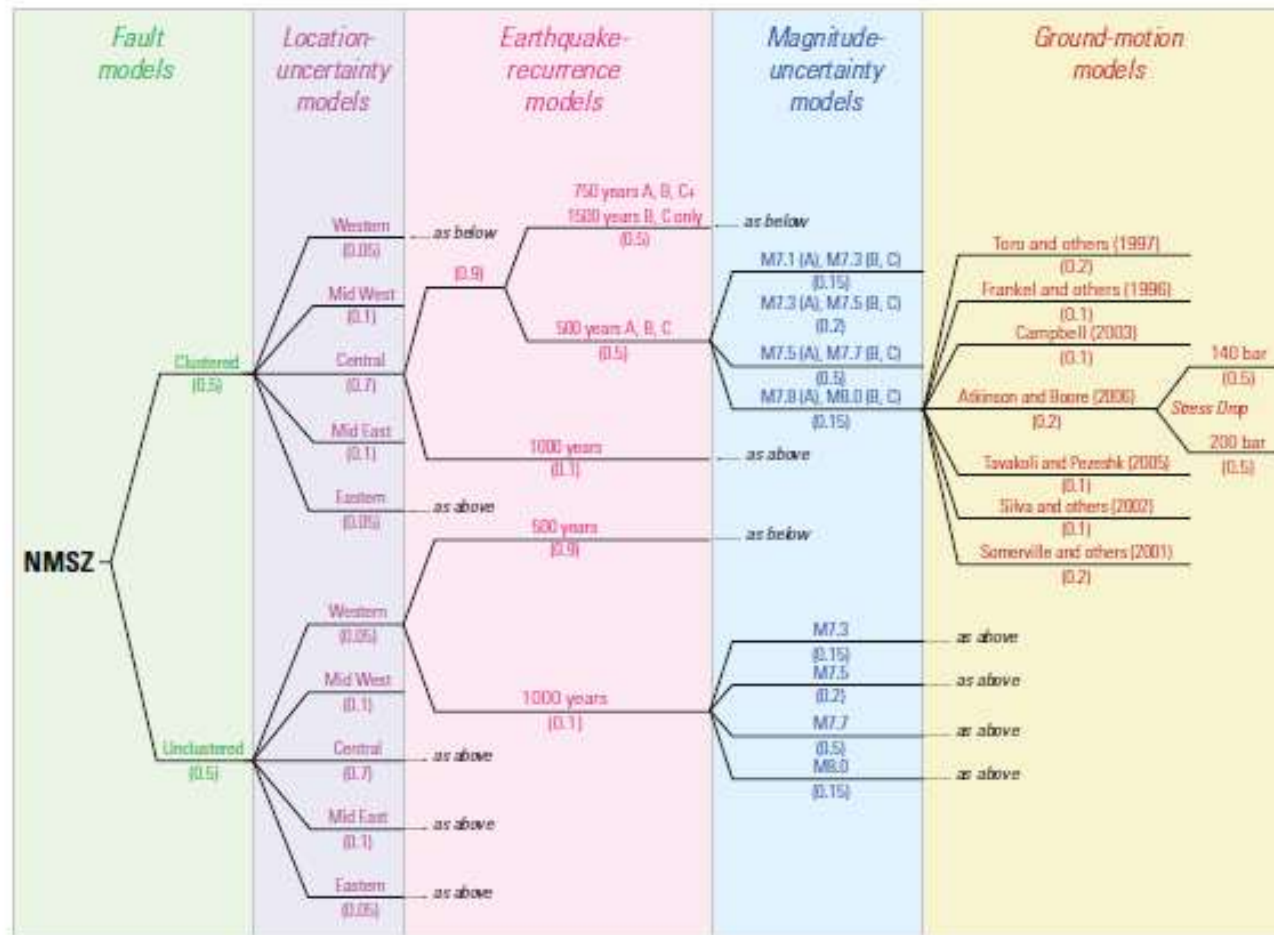 Fault
models
Location-
uncertainty
models
Earthquake-
recurrence
models
Magnitude-
uncertainty
models
Ground-motion
models
NMSZ
Clustered
(0.5)
Unclustered
(0.5)
Western
(0.05)
as below
Mid West
(0.1)
Central
(0.7)
Mid East
(0.1)
Eastern
(0.05)
as above
Western
(0.05)
Mid West
(0.1)
Central
(0.7)
as above
Mid East
(0.1)
as above
Eastern
(0.05)
as above
(0.9)
750 years A, B, C+
1500 years B, C only
(0.5)
as below
500 years A, B, C
(0.5)
1000 years
(0.1)
as above
500 years
(0.9)
as below
1000 years
(0.1)
M7.1 (A), M7.3 (B, C)
(0.15)
M7.3 (A), M7.5 (B, C)
(0.2)
M7.5 (A), M7.7 (B, C)
(0.5)
M7.8 (A), M8.0 (B, C)
(0.15)
M7.3
(0.15)
as above
M7.5
(0.2)
as above
M7.7
(0.5)
as above
M8.0
(0.15)
as above
Toro and others (1997)
(0.2)
Frankel and others (1996)
(0.1)
Campbell (2003)
(0.1)
Atkinson and Boore (2006)
(0.2)
140 bar
(0.5)
Stress Drop
200 bar
(0.5)
Tavakoli and Pezeshk (2005)
(0.1)
Silva and others (2002)
(0.1)
Somerville and others (2001)
(0.2)